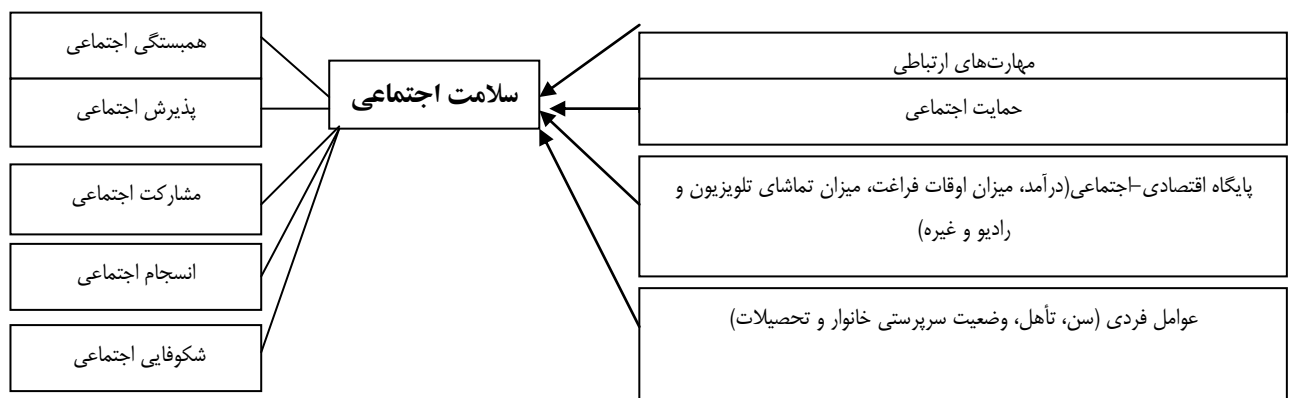 مهارت‌های ارتباطی
حمایت اجتماعی
پایگاه اقتصادی-اجتماعی(درآمد، میزان اوقات فراغت، میزان تماشای تلویزیون و
رادیو و غیره)
عوامل فردی (سن، تأهل، وضعیت سرپرستی خانوار و تحصیلات)
سلامت اجتماعی
همبستگی اجتماعی
پذیرش اجتماعی
مشارکت اجتماعی
انسجام اجتماعی
شکوفایی اجتماعی